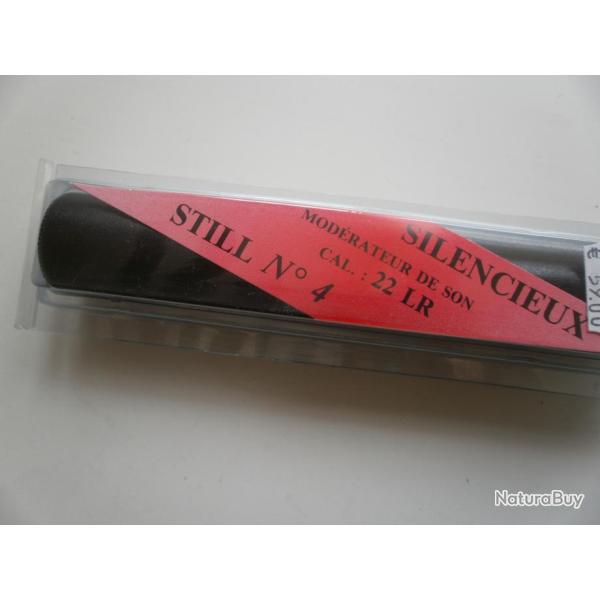 SILENCIEUX
MODÉRATEUR DE SON
STILL N° 4
CAL. : 22 LR
NaturaBuy